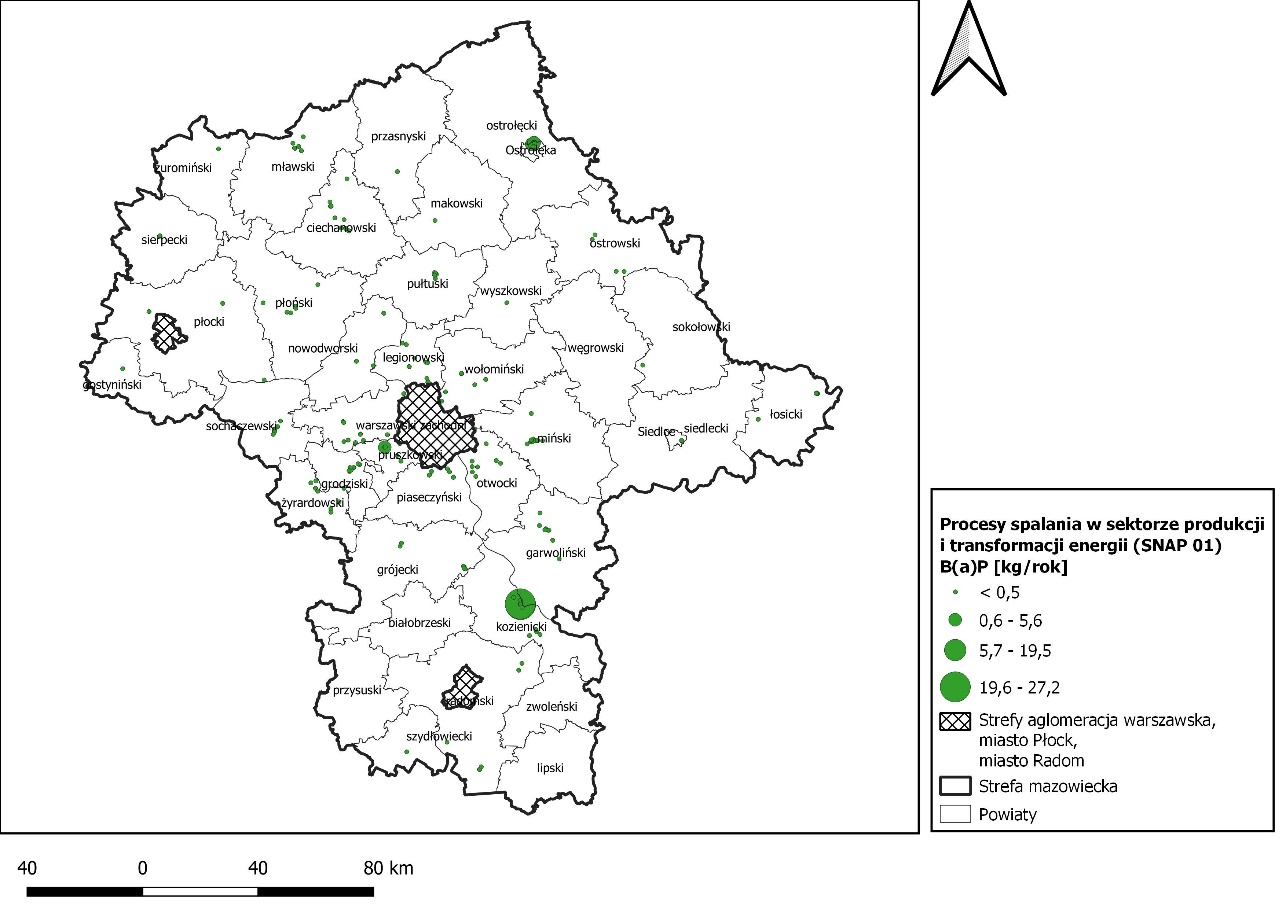 ostrołęcki
Ostrołęka
przasnyski
żuromiński
mławski
makowski
ciechanowski
sierpecki
ostrowski
pułtuski
wyszkowski
płoński
płocki
sokołowski
nowodworski
legionowski
węgrowski
wołomiński
gostyniński
łosicki
sochaczewski
warszawski zachodni
Siedlce
siedlecki
miński
pruszkowski
grodziski
otwocki
piaseczyński
żyrardowski
garwoliński
grójecki
białobrzeski
kozienicki
przysuski
radomski
zwoleński
szydłowiecki
lipski
Procesy spalania w sektorze produkcji
i transformacji energii (SNAP 01)
B(a)P [kg/rok]
< 0,5
0,6 - 5,6
5,7 - 19,5
19,6 - 27,2
Strefy aglomeracja warszawska,
miasto Płock,
miasto Radom
Strefa mazowiecka
Powiaty
40 0 40 80 km